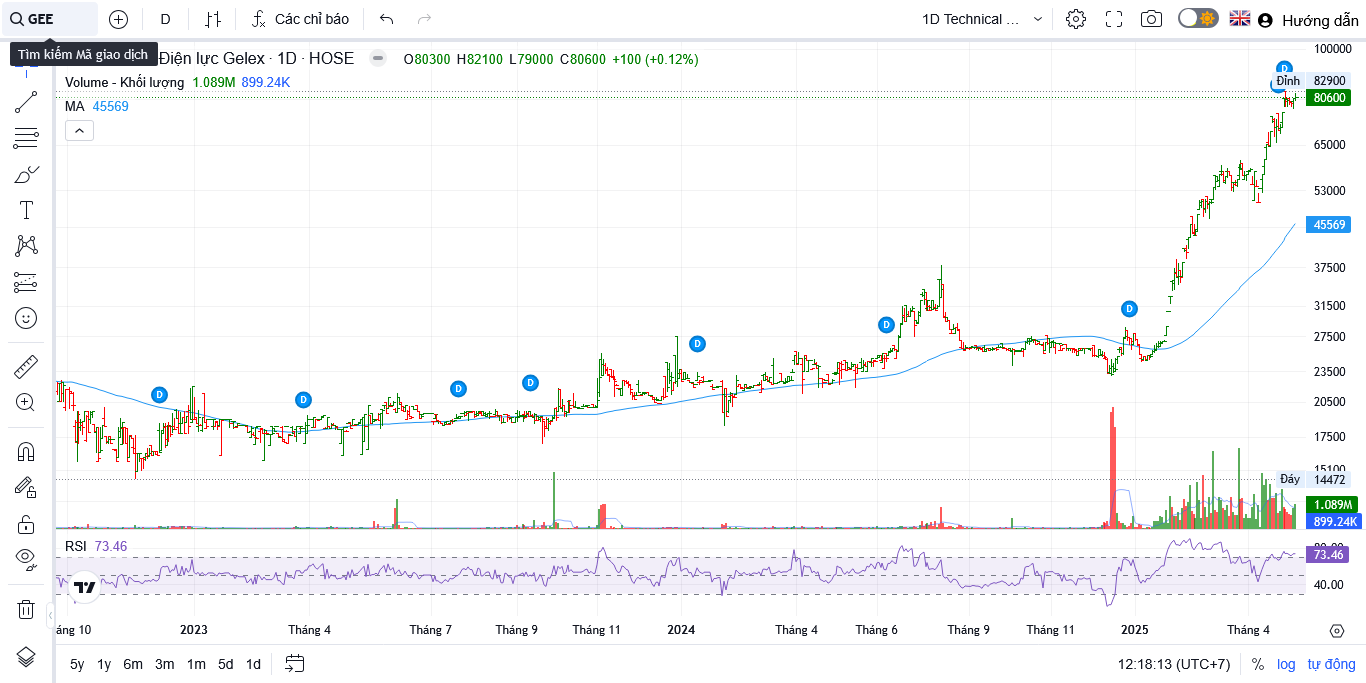 GEE
D
Các chỉ báo
1D Technical ...
Hướng dẫn
Tìm kiếm Mã giao dịch
Điện lực Gelex · 1D · HOSE
O80300 H82100 L79000 C80600 +100 (+0.12%)
Volume - Khối lượng 1.089M 899.24K
MA 45569
100000
D
Đỉnh 82900
80600
65000
53000
45569
37500
31500
27500
23500
20500
17500
15100
Đáy 14472
1.089M
899.24K
D
D
D
D
D
D
D
RSI 73.46
80.00
73.46
40.00
áng 10
2023
Tháng 4
Tháng 7
Tháng 9
Tháng 11
2024
Tháng 4
Tháng 6
Tháng 9
Tháng 11
2025
Tháng 4
5y 1y 6m 3m 1m 5d 1d
12:18:13 (UTC+7)
% log tự động